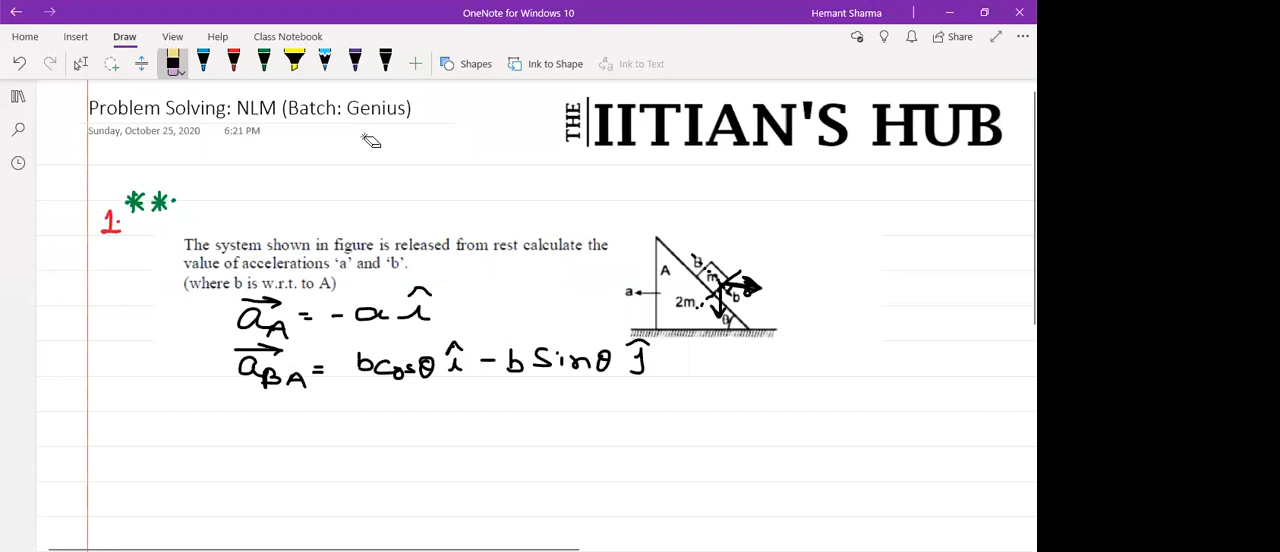 OneNote for Windows 10
Hemant Sharma
Home Insert Draw View Help Class Notebook
Share
Shapes Ink to Shape Ink to Text
Problem Solving: NLM (Batch: Genius)
Sunday, October 25, 2020 6:21 PM
THE IITIAN'S HUB
1. **.
The system shown in figure is released from rest calculate the
value of accelerations 'a' and 'b'.
(where b is w.r.t. to A)
A
B
m
a
b
2m
θ
a⃗_A = - a î
a⃗_BA = b cosθ î - b Sinθ ĵ